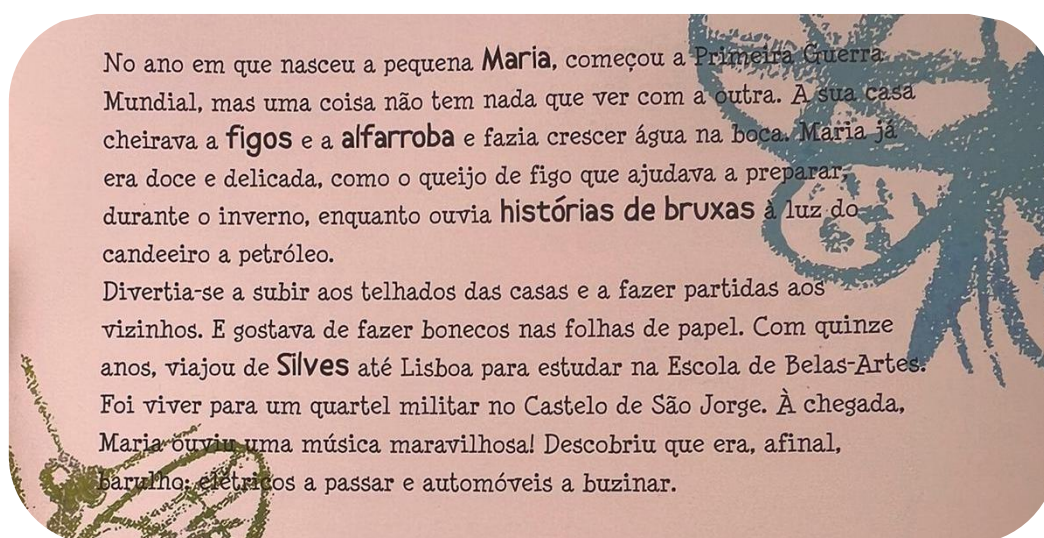 No ano em que nasceu a pequena Maria, começou a Primeira Guerra
Mundial, mas uma coisa não tem nada que ver com a outra. A sua casa
cheirava a figos e a alfarroba e fazia crescer água na boca. Maria já
era doce e delicada, como o queijo de figo que ajudava a preparar,
durante o inverno, enquanto ouvia histórias de bruxas à luz do
candeeiro a petróleo.
Divertia-se a subir aos telhados das casas e a fazer partidas aos
vizinhos. E gostava de fazer bonecos nas folhas de papel. Com quinze
anos, viajou de Silves até Lisboa para estudar na Escola de Belas-Artes.
Foi viver para um quartel militar no Castelo de São Jorge. À chegada,
Maria ouviu uma música maravilhosa! Descobriu que era, afinal,
barulho: elétricos a passar e automóveis a buzinar.